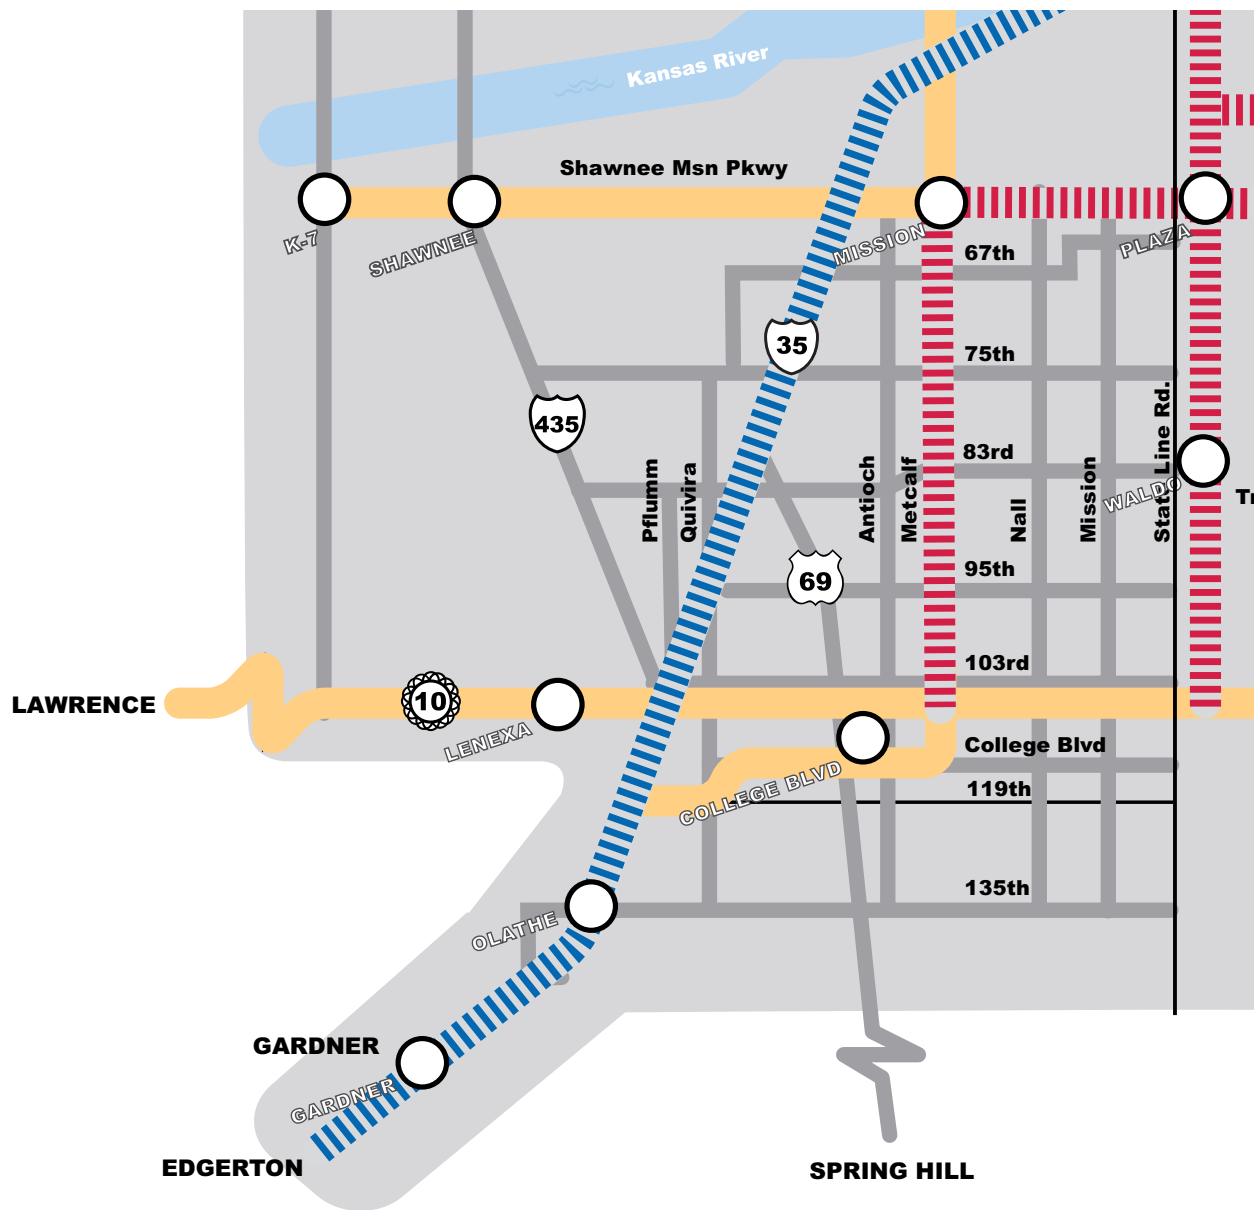 Kansas River
Shawnee Msn Pkwy
K-7
SHAWNEE
MISSION
PLAZA
67th
35
75th
435
State Line Rd.
83rd
Pflumm
Quivira
Antioch
Metcalf
Nall
Mission
WALDO
69
95th
103rd
LAWRENCE
10
LENEXA
College Blvd
COLLEGE BLVD
119th
135th
OLATHE
GARDNER
GARDNER
EDGERTON
SPRING HILL